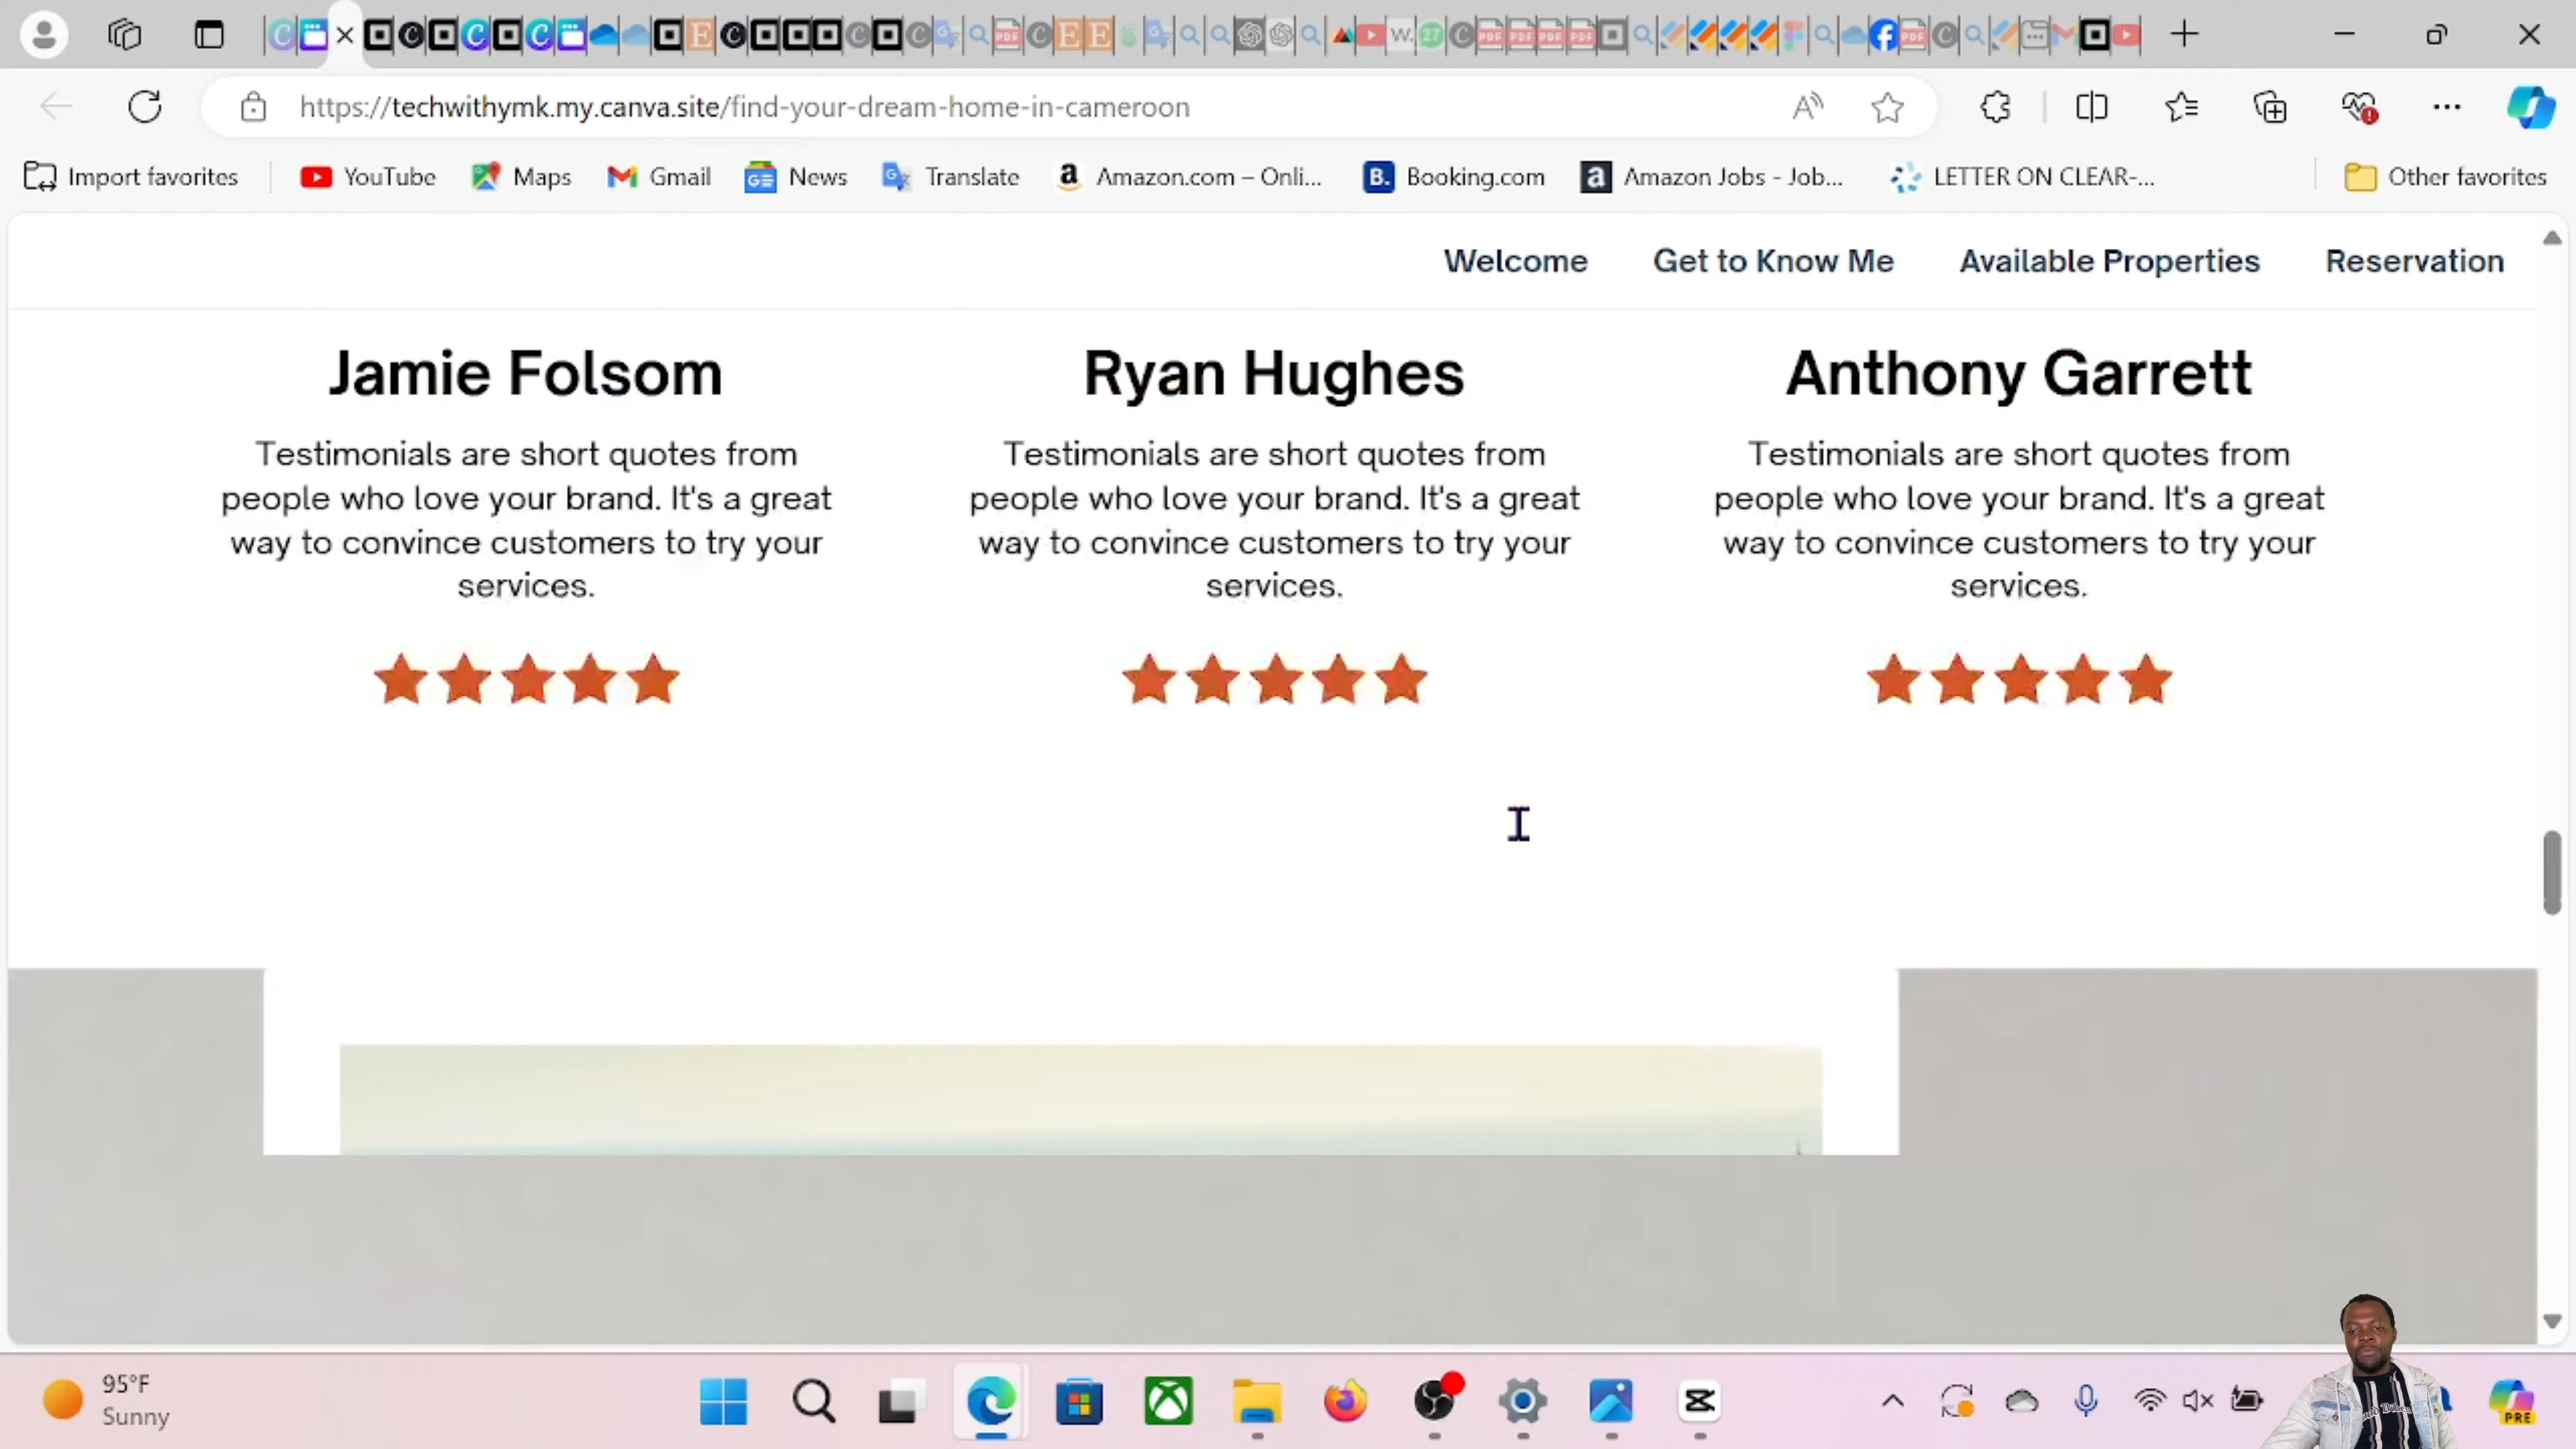 https://techwithymk.my.canva.site/find-your-dream-home-in-cameroon
Import favorites YouTube Maps Gmail News Translate Amazon.com – Onli... Booking.com Amazon Jobs - Job... LETTER ON CLEAR-... Other favorites
Welcome Get to Know Me Available Properties Reservation
Jamie Folsom
Testimonials are short quotes from
people who love your brand. It's a great
way to convince customers to try your
services.
Ryan Hughes
Testimonials are short quotes from
people who love your brand. It's a great
way to convince customers to try your
services.
Anthony Garrett
Testimonials are short quotes from
people who love your brand. It's a great
way to convince customers to try your
services.
95°F
Sunny
PRE